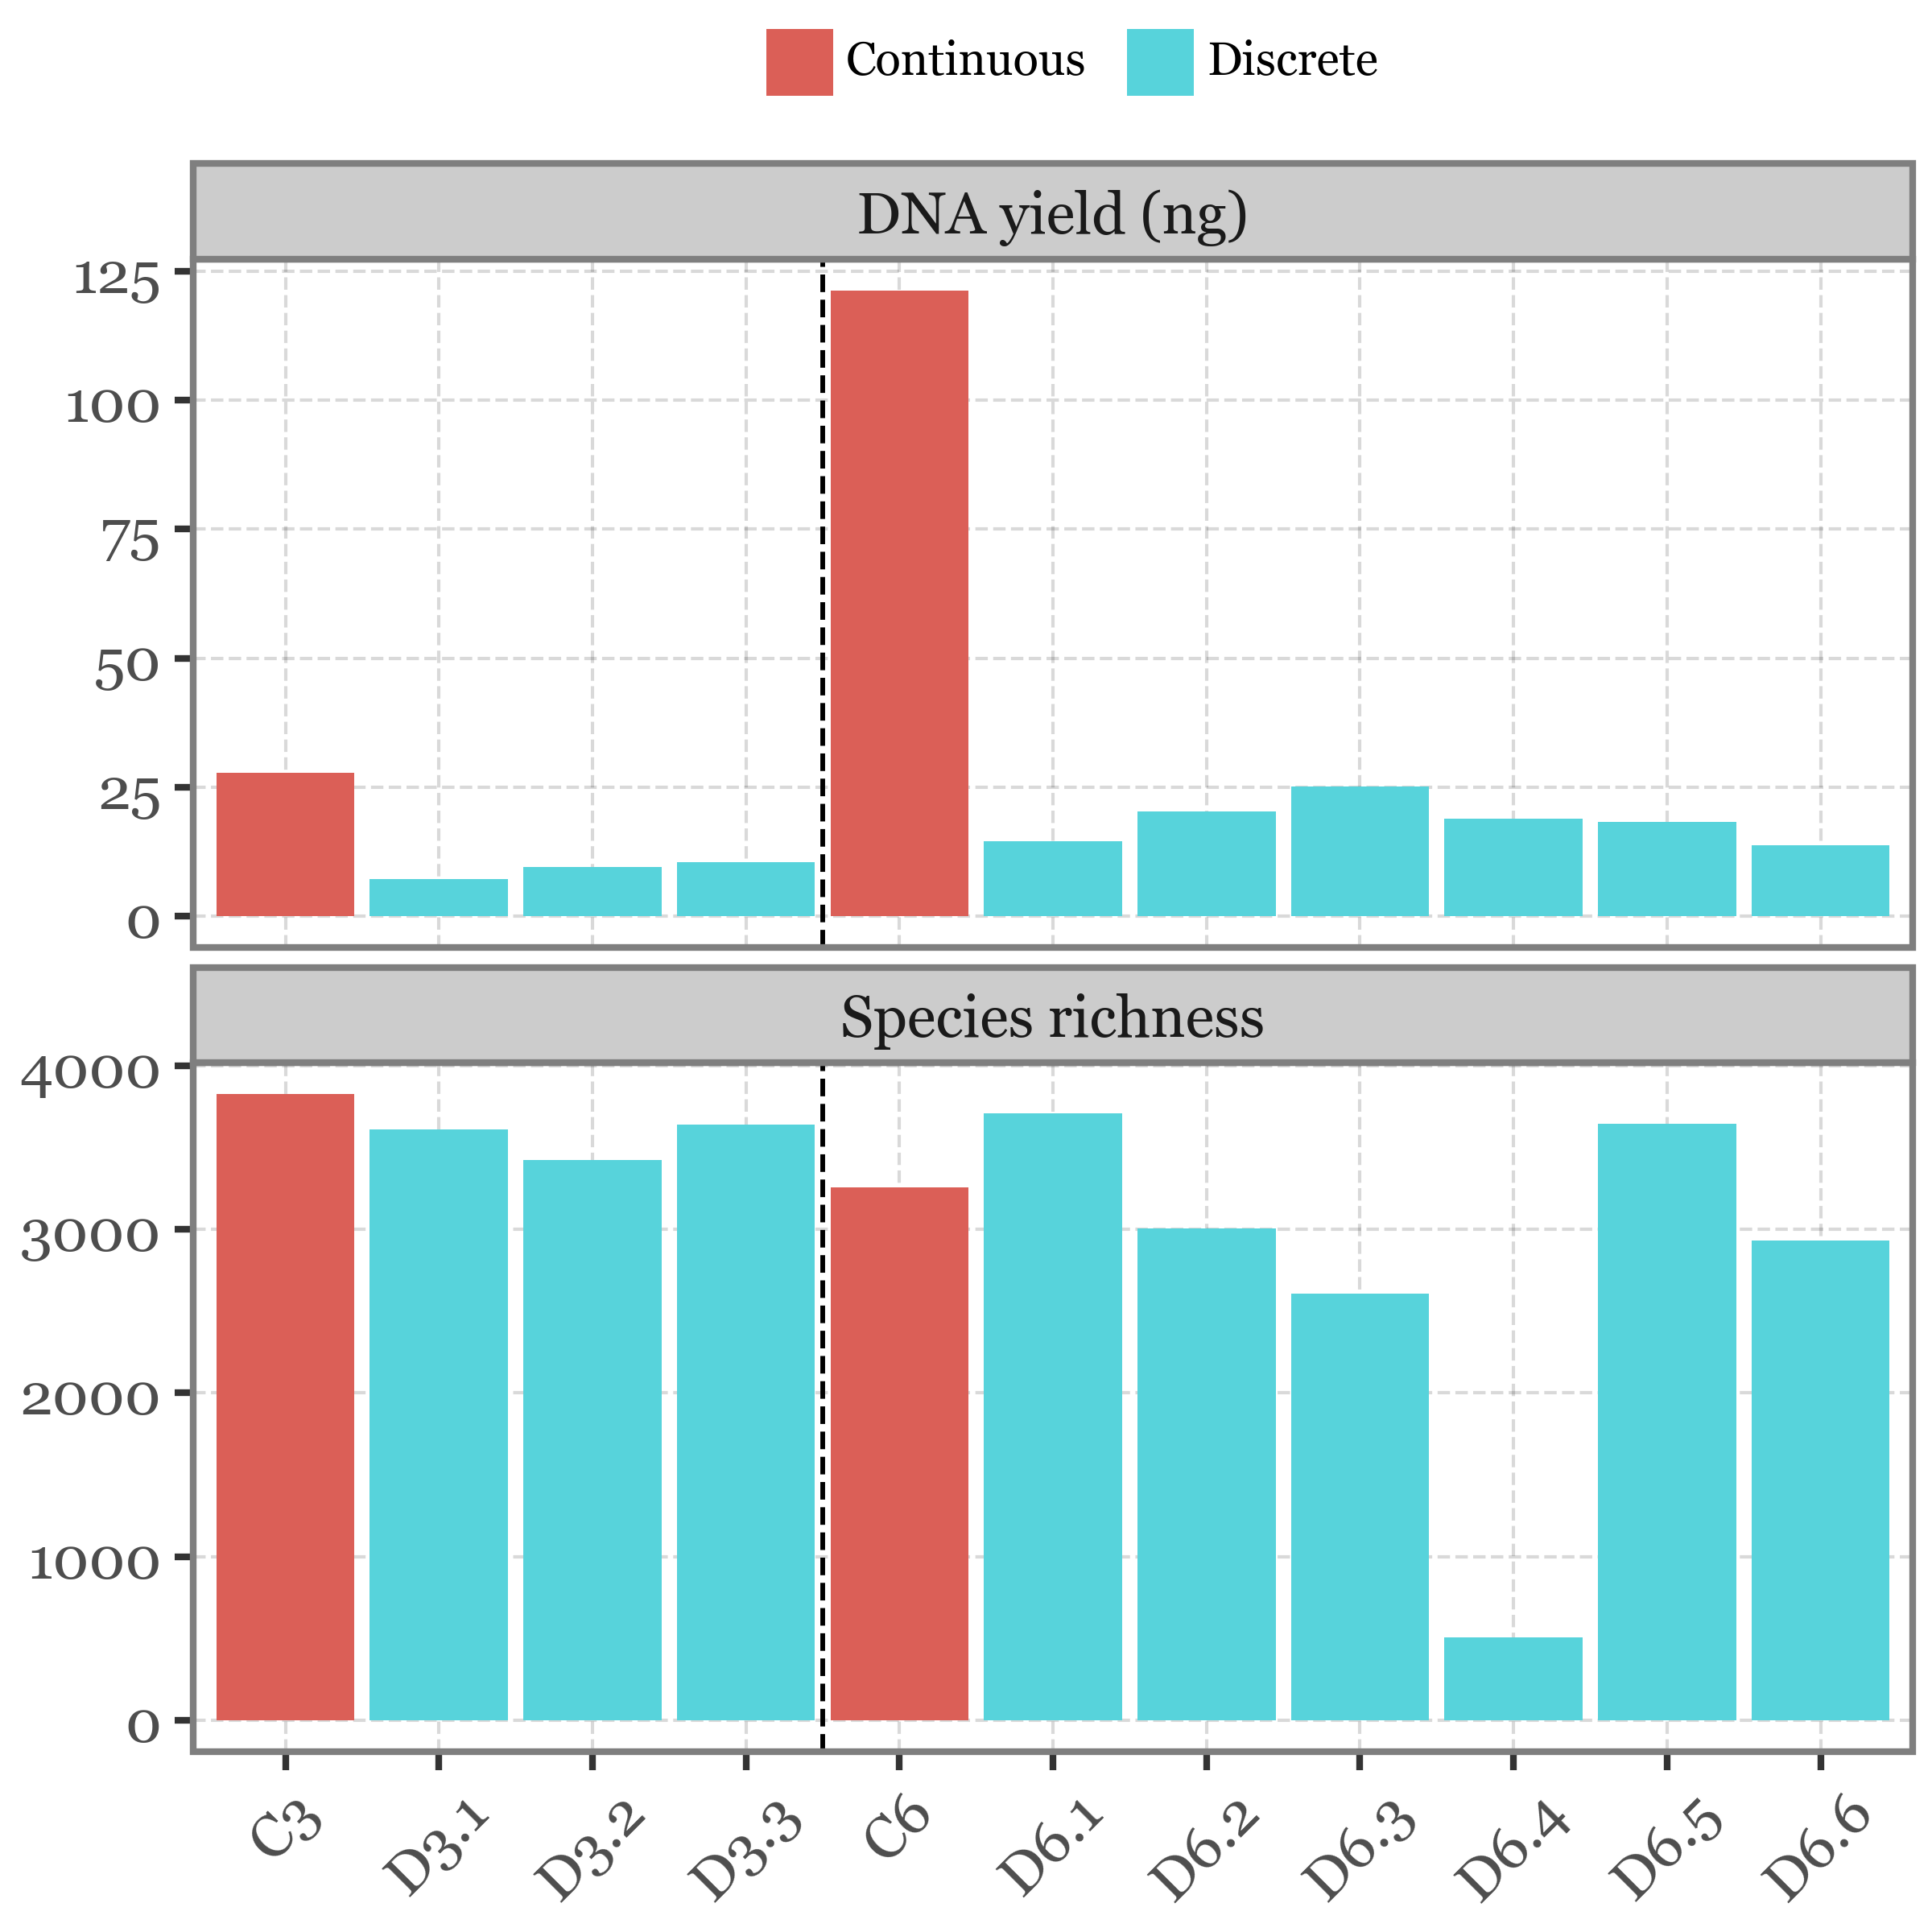 Continuous Discrete
DNA yield (ng)
125
100
75
50
25
0
Species richness
4000
3000
2000
1000
0
C3 D3.1 D3.2 D3.3 C6 D6.1 D6.2 D6.3 D6.4 D6.5 D6.6